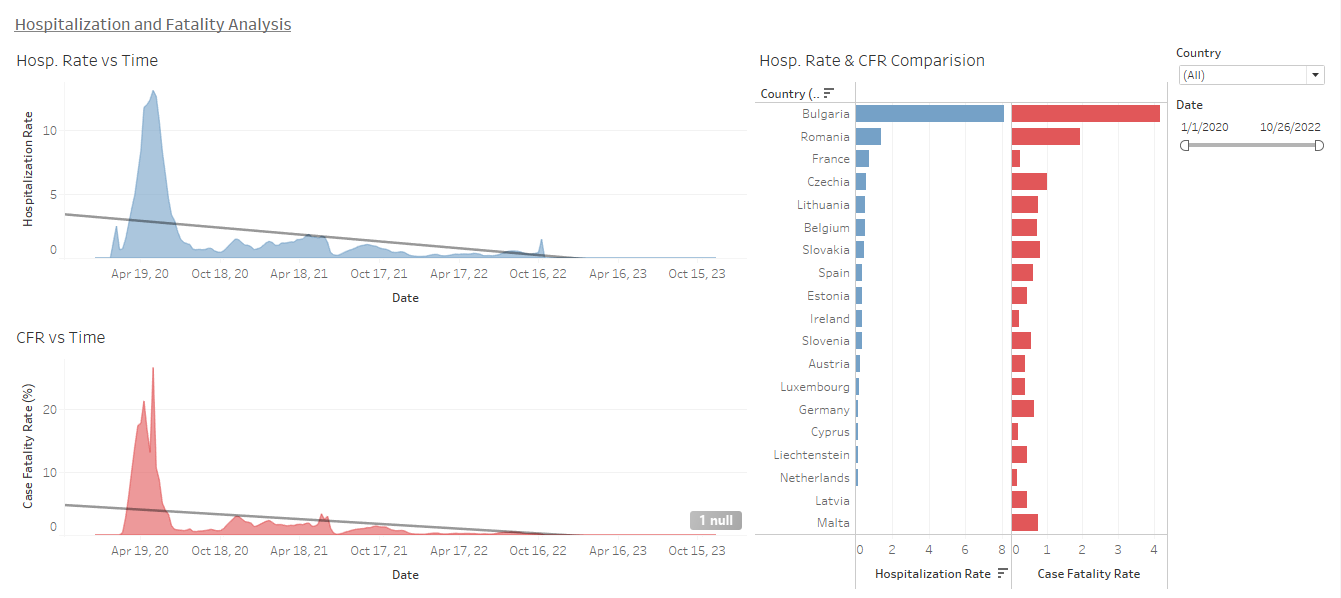 Hospitalization and Fatality Analysis
Hosp. Rate vs Time
Hospitalization Rate
10
5
0
Apr 19, 20 Oct 18, 20 Apr 18, 21 Oct 17, 21 Apr 17, 22 Oct 16, 22 Apr 16, 23 Oct 15, 23
Date
CFR vs Time
Case Fatality Rate (%)
20
10
0
1 null
Apr 19, 20 Oct 18, 20 Apr 18, 21 Oct 17, 21 Apr 17, 22 Oct 16, 22 Apr 16, 23 Oct 15, 23
Date
Hosp. Rate & CFR Comparision
Country (..
Bulgaria
Romania
France
Czechia
Lithuania
Belgium
Slovakia
Spain
Estonia
Ireland
Slovenia
Austria
Luxembourg
Germany
Cyprus
Liechtenstein
Netherlands
Latvia
Malta
0 2 4 6 8 0 1 2 3 4
Hospitalization Rate Case Fatality Rate
Country
(All)
Date
1/1/2020 10/26/2022